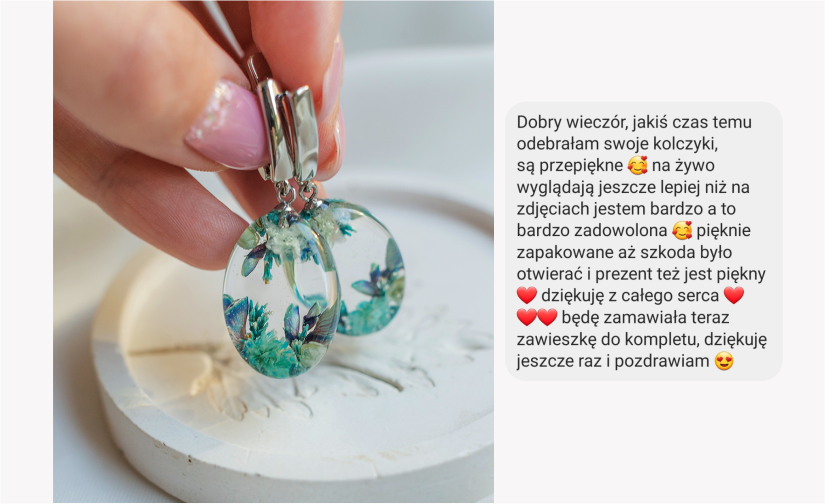 Dobry wieczór, jakiś czas temu
odebrałam swoje kolczyki,
są przepiękne 🥰 na żywo
wyglądają jeszcze lepiej niż na
zdjęciach jestem bardzo a to
bardzo zadowolona 🥰 pięknie
zapakowane aż szkoda było
otwierać i prezent też jest piękny
❤️ dziękuję z całego serca ❤️
❤️❤️ będę zamawiała teraz
zawieszkę do kompletu, dziękuję
jeszcze raz i pozdrawiam 😍